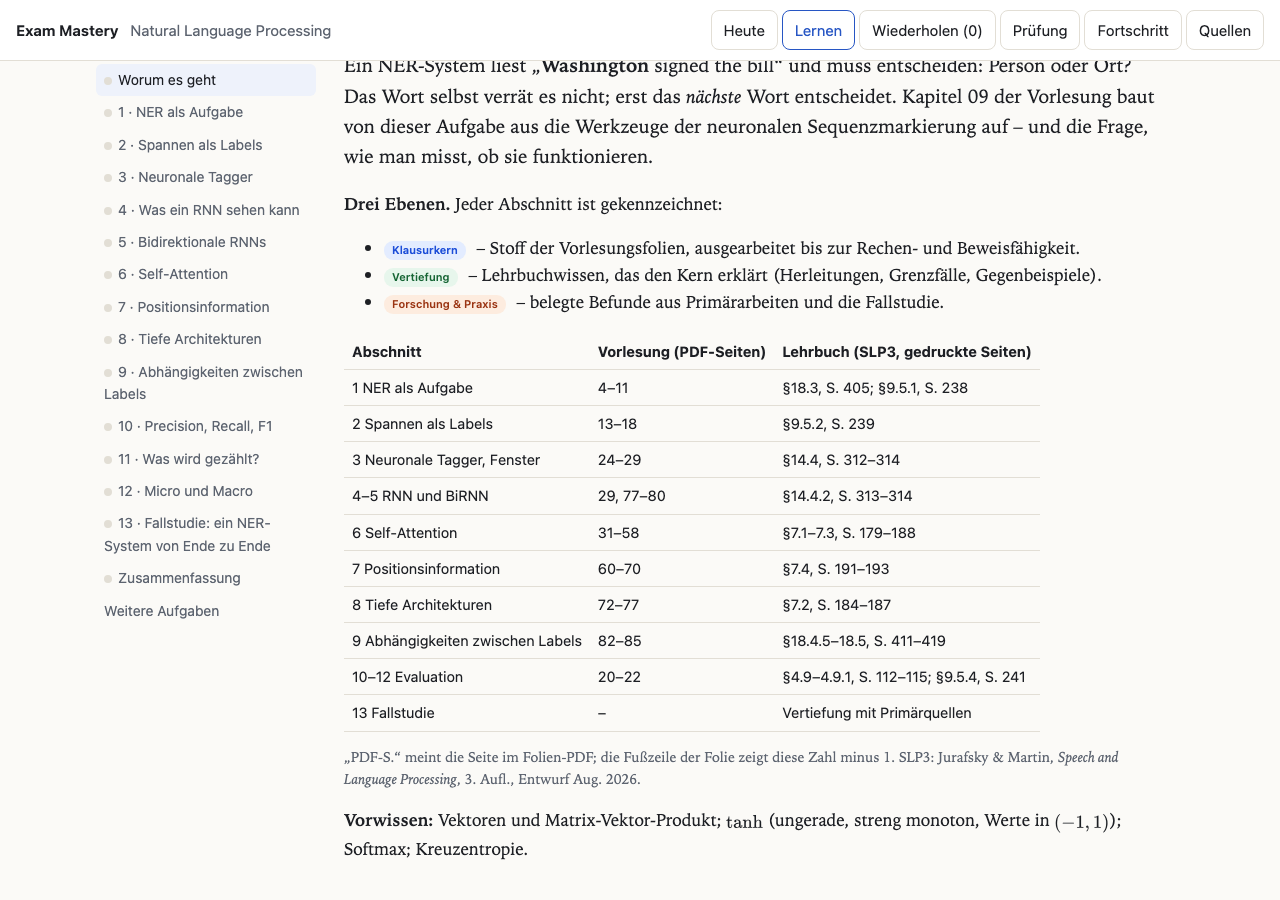 Exam Mastery Natural Language Processing
Heute Lernen Wiederholen (0) Prüfung Fortschritt Quellen
Worum es geht
1 · NER als Aufgabe
2 · Spannen als Labels
3 · Neuronale Tagger
4 · Was ein RNN sehen kann
5 · Bidirektionale RNNs
6 · Self-Attention
7 · Positionsinformation
8 · Tiefe Architekturen
9 · Abhängigkeiten zwischen
Labels
10 · Precision, Recall, F1
11 · Was wird gezählt?
12 · Micro und Macro
13 · Fallstudie: ein NER-
System von Ende zu Ende
Zusammenfassung
Weitere Aufgaben
Ein NER-System liest „Washington signed the bill“ und muss entscheiden: Person oder Ort?
Das Wort selbst verrät es nicht; erst das nächste Wort entscheidet. Kapitel 09 der Vorlesung baut
von dieser Aufgabe aus die Werkzeuge der neuronalen Sequenzmarkierung auf – und die Frage,
wie man misst, ob sie funktionieren.
Drei Ebenen. Jeder Abschnitt ist gekennzeichnet:
• Klausurkern – Stoff der Vorlesungsfolien, ausgearbeitet bis zur Rechen- und Beweisfähigkeit.
• Vertiefung – Lehrbuchwissen, das den Kern erklärt (Herleitungen, Grenzfälle, Gegenbeispiele).
• Forschung & Praxis – belegte Befunde aus Primärarbeiten und die Fallstudie.
Abschnitt Vorlesung (PDF-Seiten) Lehrbuch (SLP3, gedruckte Seiten)
1 NER als Aufgabe 4–11 §18.3, S. 405; §9.5.1, S. 238
2 Spannen als Labels 13–18 §9.5.2, S. 239
3 Neuronale Tagger, Fenster 24–29 §14.4, S. 312–314
4–5 RNN und BiRNN 29, 77–80 §14.4.2, S. 313–314
6 Self-Attention 31–58 §7.1–7.3, S. 179–188
7 Positionsinformation 60–70 §7.4, S. 191–193
8 Tiefe Architekturen 72–77 §7.2, S. 184–187
9 Abhängigkeiten zwischen Labels 82–85 §18.4.5–18.5, S. 411–419
10–12 Evaluation 20–22 §4.9–4.9.1, S. 112–115; §9.5.4, S. 241
13 Fallstudie – Vertiefung mit Primärquellen
„PDF-S.“ meint die Seite im Folien-PDF; die Fußzeile der Folie zeigt diese Zahl minus 1. SLP3: Jurafsky & Martin, Speech and
Language Processing, 3. Aufl., Entwurf Aug. 2026.
Vorwissen: Vektoren und Matrix-Vektor-Produkt; tanh (ungerade, streng monoton, Werte in (−1, 1));
Softmax; Kreuzentropie.